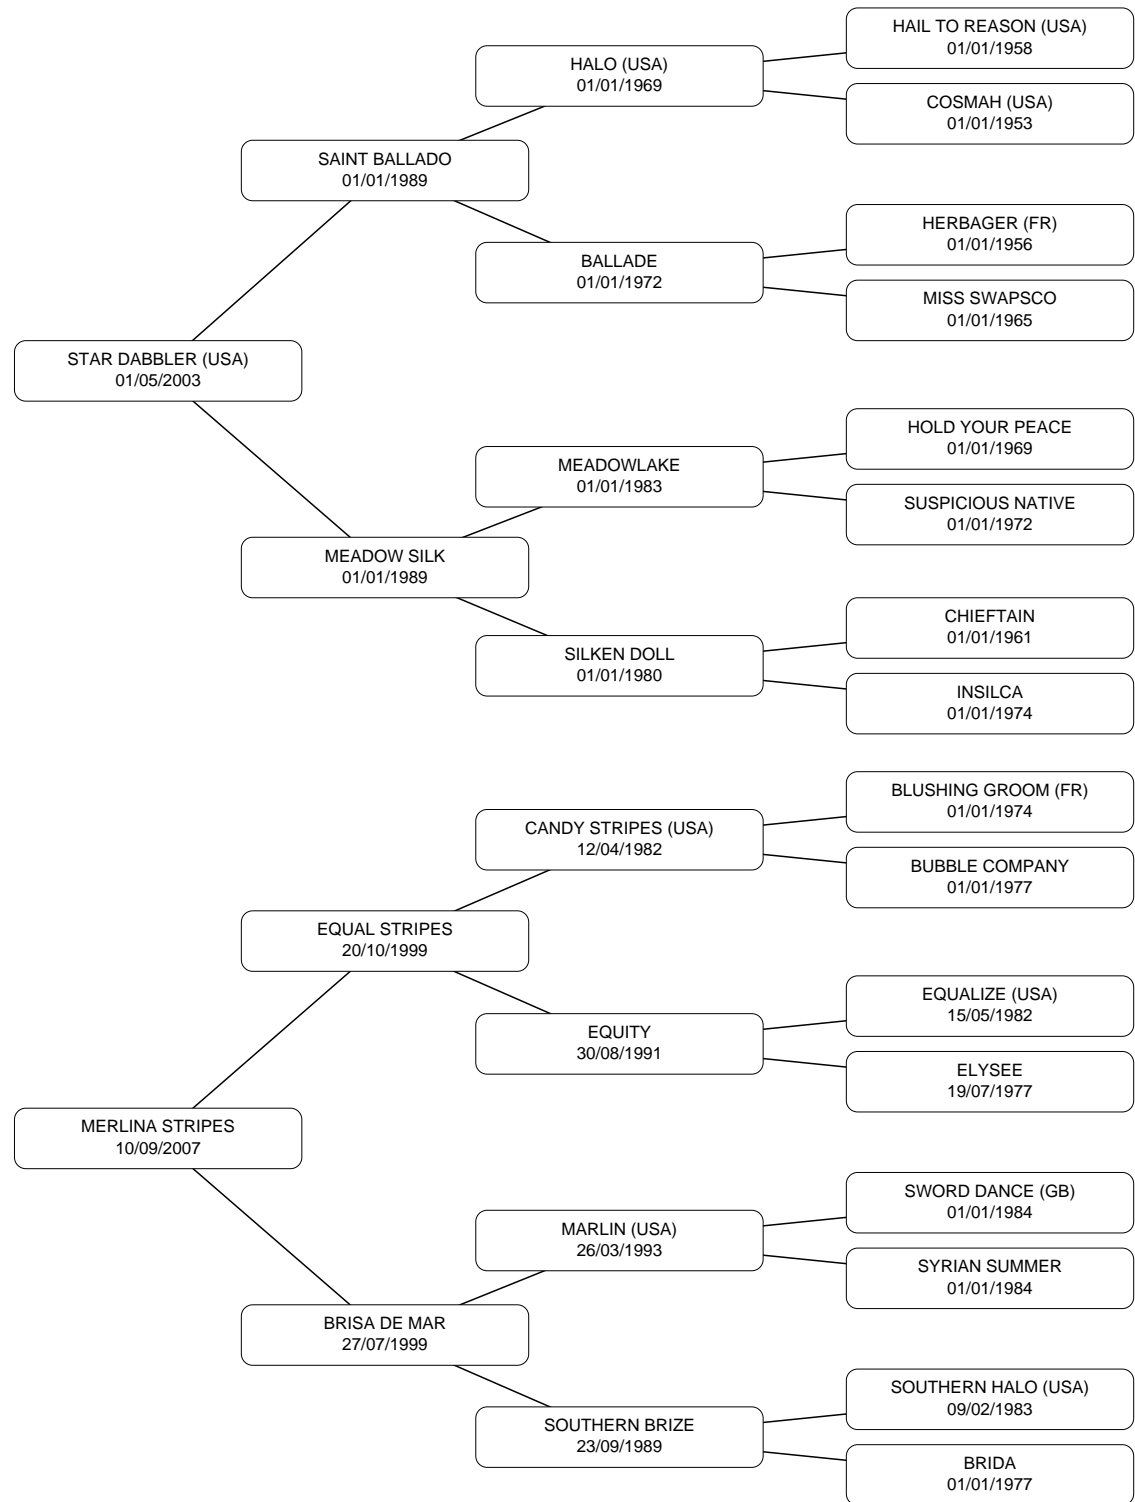 HAIL TO REASON (USA)
01/01/1958
HALO (USA)
01/01/1969
COSMAH (USA)
01/01/1953
SAINT BALLADO
01/01/1989
HERBAGER (FR)
01/01/1956
BALLADE
01/01/1972
MISS SWAPSCO
01/01/1965
STAR DABBLER (USA)
01/05/2003
HOLD YOUR PEACE
01/01/1969
MEADOWLAKE
01/01/1983
SUSPICIOUS NATIVE
01/01/1972
MEADOW SILK
01/01/1989
CHIEFTAIN
01/01/1961
SILKEN DOLL
01/01/1980
INSILCA
01/01/1974
BLUSHING GROOM (FR)
01/01/1974
CANDY STRIPES (USA)
12/04/1982
BUBBLE COMPANY
01/01/1977
EQUAL STRIPES
20/10/1999
EQUALIZE (USA)
15/05/1982
EQUITY
30/08/1991
ELYSEE
19/07/1977
MERLINA STRIPES
10/09/2007
SWORD DANCE (GB)
01/01/1984
MARLIN (USA)
26/03/1993
SYRIAN SUMMER
01/01/1984
BRISA DE MAR
27/07/1999
SOUTHERN HALO (USA)
09/02/1983
SOUTHERN BRIZE
23/09/1989
BRIDA
01/01/1977